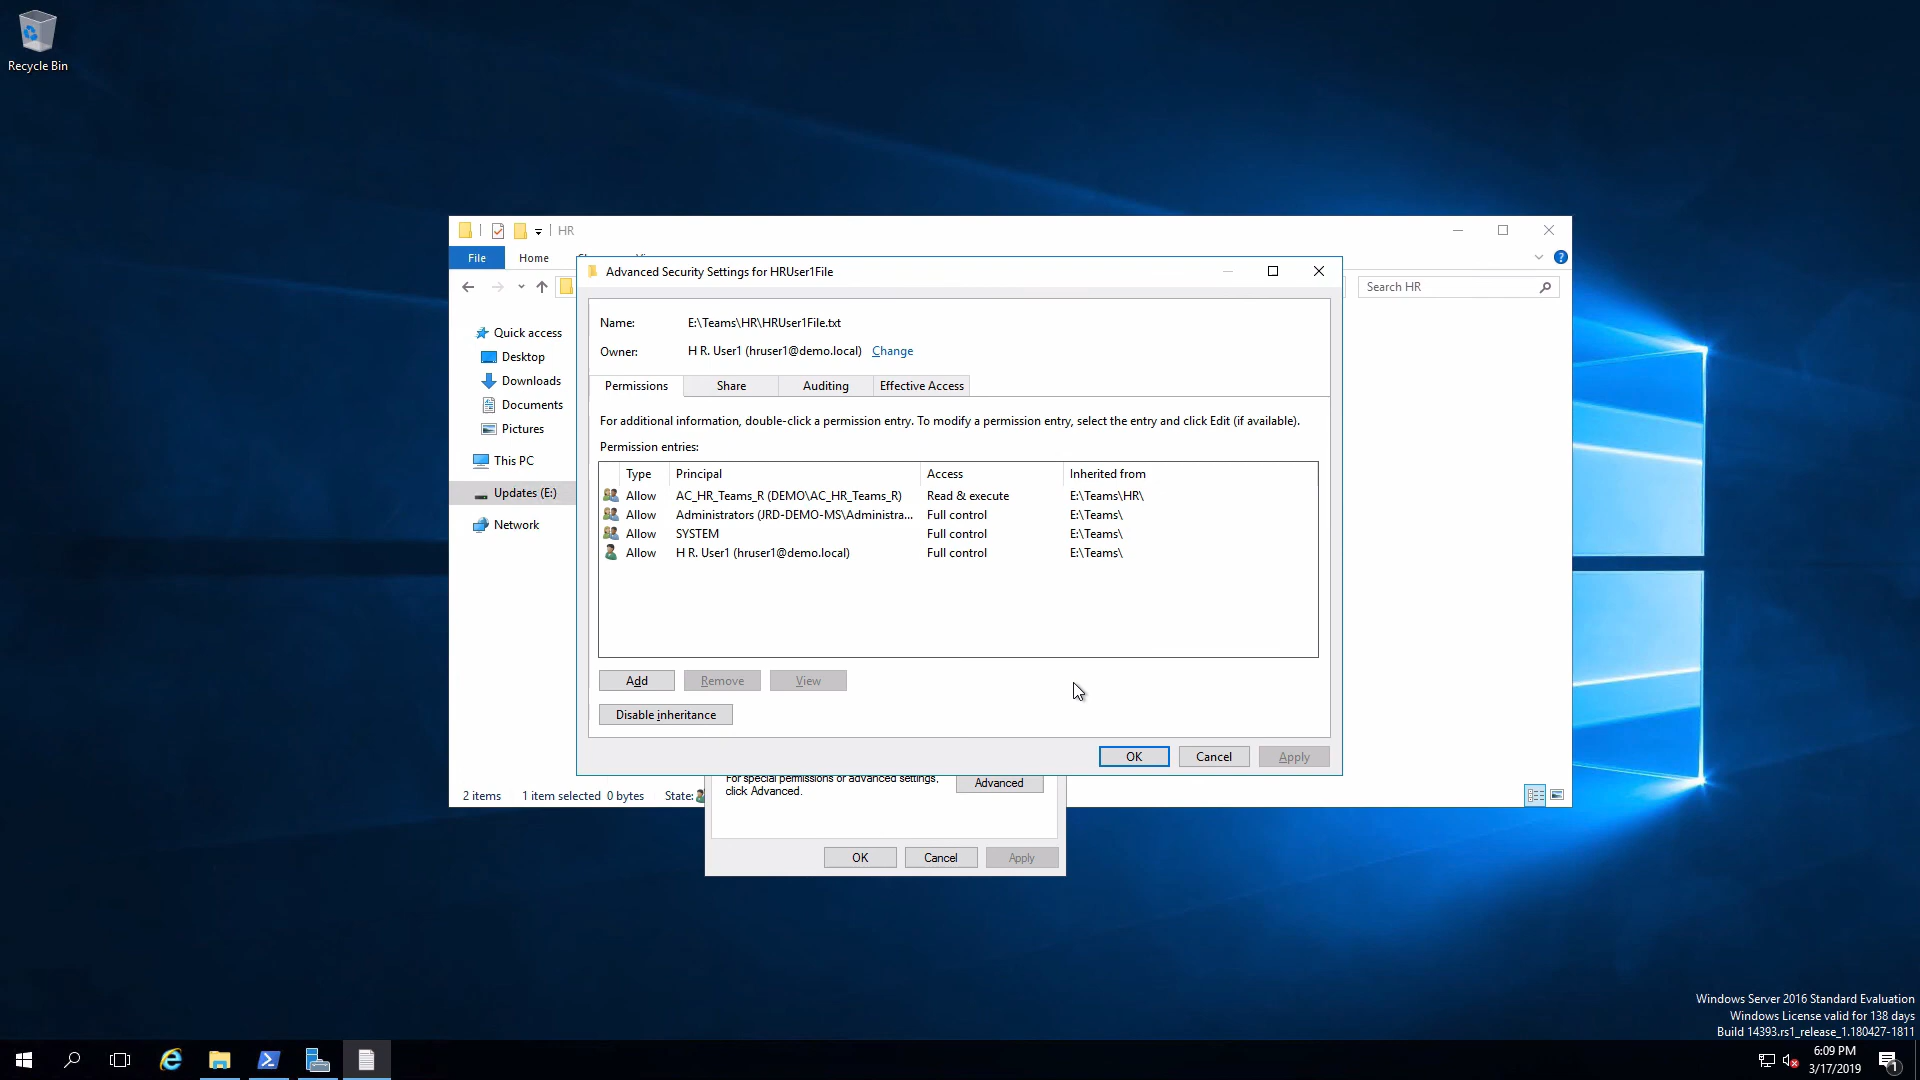 Recycle Bin
HR
File
Home
Advanced Security Settings for HRUser1File
Search HR
Name:
E:\Teams\HR\HRUser1File.txt
Owner:
H R. User1 (hruser1@demo.local)
Change
Quick access
Desktop
Downloads
Documents
Pictures
This PC
Updates (E:)
Network
Permissions
Share
Auditing
Effective Access
For additional information, double-click a permission entry. To modify a permission entry, select the entry and click Edit (if available).
Permission entries:
Type Principal Access Inherited from
Allow AC_HR_Teams_R (DEMO\AC_HR_Teams_R) Read & execute E:\Teams\HR\
Allow Administrators (JRD-DEMO-MS\Administra... Full control E:\Teams\
Allow SYSTEM Full control E:\Teams\
Allow H R. User1 (hruser1@demo.local) Full control E:\Teams\
Add
Remove
View
Disable inheritance
OK
Cancel
Apply
For special permissions or advanced settings,
click Advanced.
Advanced
2 items 1 item selected 0 bytes State:
OK
Cancel
Apply
Windows Server 2016 Standard Evaluation
Windows License valid for 138 days
Build 14393.rs1_release_1.180427-1811
6:09 PM
3/17/2019
1